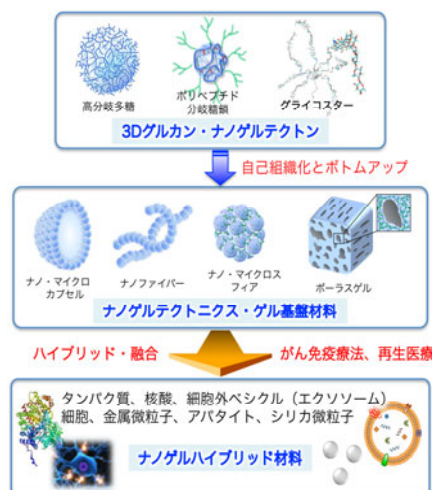 高分岐多糖
ポリペプチド
分岐糖鎖
グライコスター
3Dグルカン・ナノゲルテクトン
自己組織化とボトムアップ
ナノ・マイクロ
カプセル
ナノファイバー
ナノ・マイクロス
フィア
ポーラスゲル
ナノゲルテクトニクス・ゲル基盤材料
ハイブリッド・融合
がん免疫療法、再生医療
タンパク質、核酸、細胞外ベシクル（エクソソーム）
細胞、金属微粒子、アパタイト、シリカ微粒子
ナノゲルハイブリッド材料